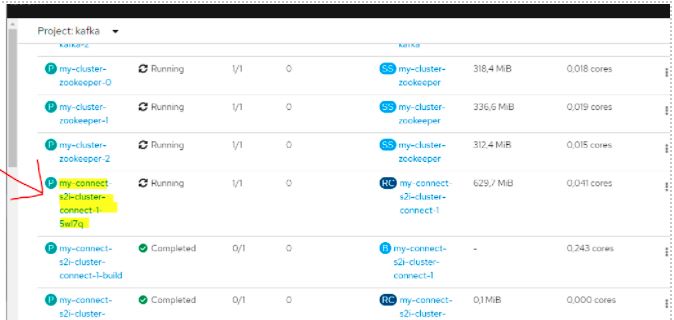 Project: kafka
kafka-2 kafka
P my-cluster- Running 1/1 0 SS my-cluster- 318,4 MiB 0,018 cores
zookeeper-0 zookeeper
P my-cluster- Running 1/1 0 SS my-cluster- 336,6 MiB 0,019 cores
zookeeper-1 zookeeper
P my-cluster- Running 1/1 0 SS my-cluster- 312,4 MiB 0,015 cores
zookeeper-2 zookeeper
P my-connect- Running 1/1 0 RC my-connect- 629,7 MiB 0,041 cores
s2i-cluster- s2i-cluster-
connect-1- connect-1
5wl7q
P my-connect- Completed 0/1 0 B my-connect- - 0,243 cores
s2i-cluster- s2i-cluster-
connect-1-build connect-1
P my-connect- Completed 0/1 0 RC my-connect- 0,1 MiB 0,000 cores
s2i-cluster- s2i-cluster-